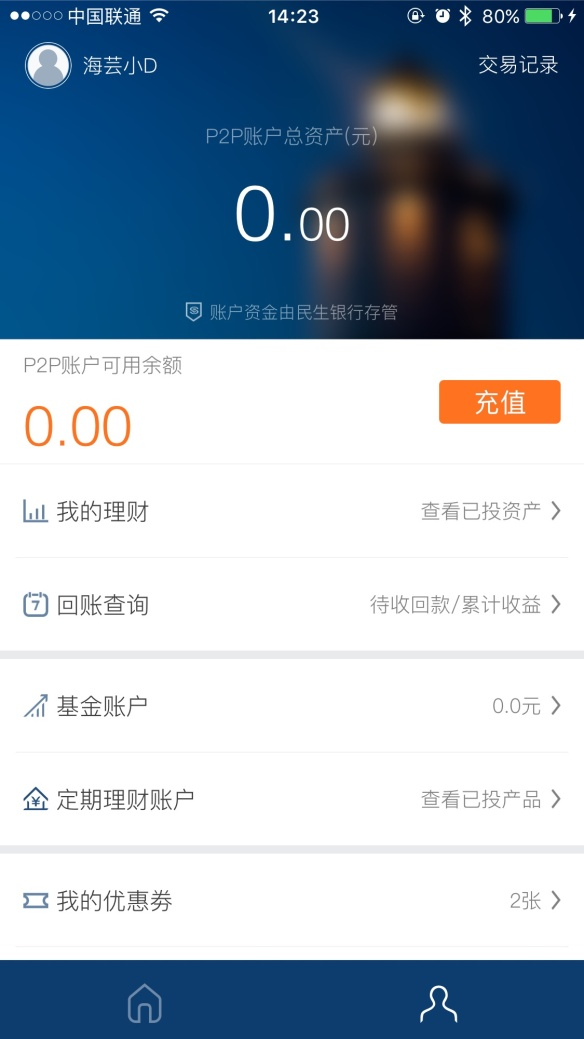 中国联通 14:23 80%
海芸小D 交易记录
P2P账户总资产(元)
0.00
账户资金由民生银行存管
P2P账户可用余额
0.00 充值
我的理财 查看已投资产
7 回账查询 待收回款/累计收益
基金账户 0.0元
¥ 定期理财账户 查看已投产品
我的优惠券 2张